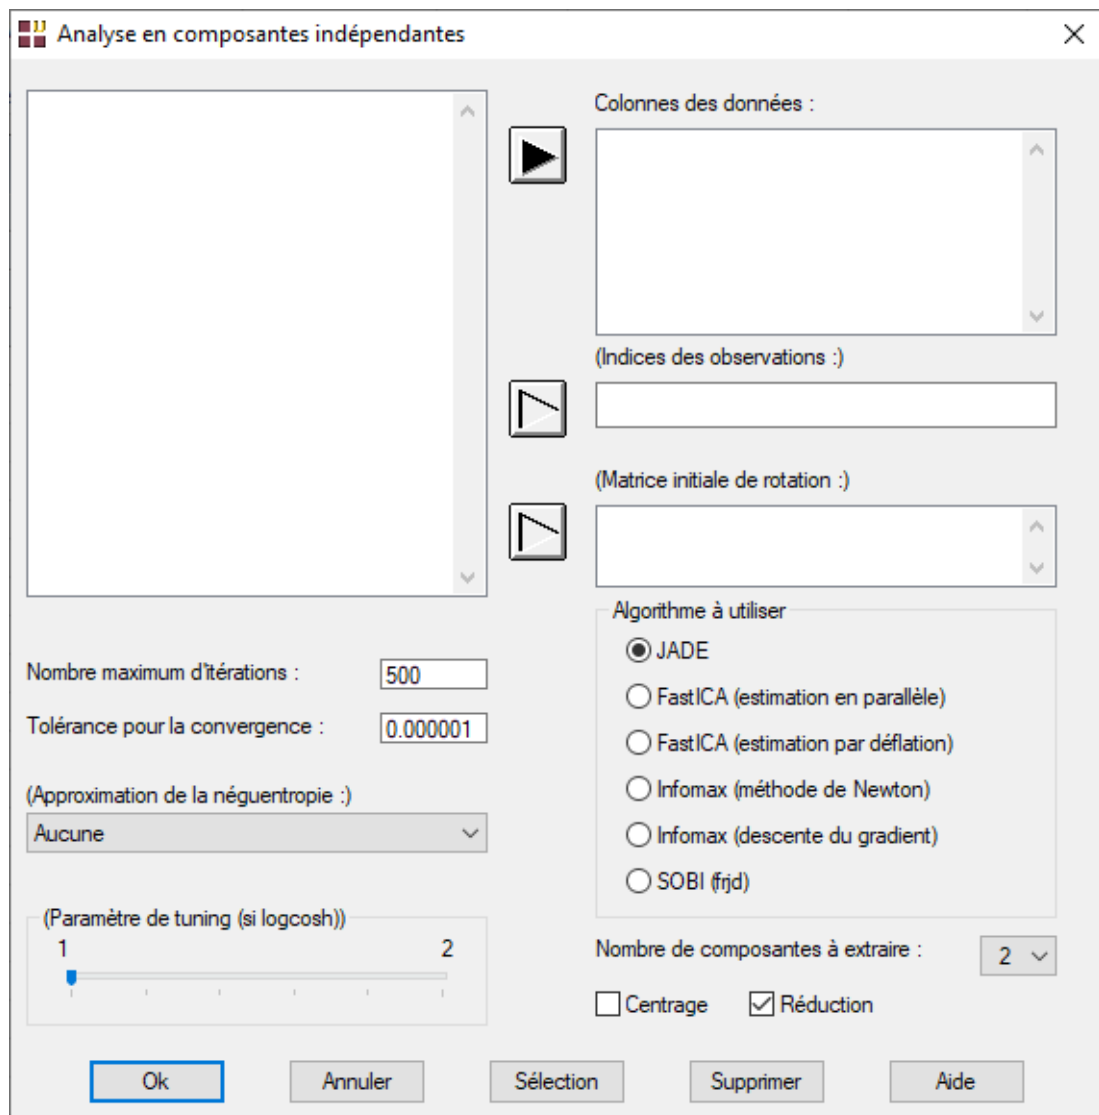 Analyse en composantes indépendantes
Colonnes des données :
(Indices des observations :)
(Matrice initiale de rotation :)
Algorithme à utiliser
JADE
FastICA (estimation en parallèle)
FastICA (estimation par déflation)
Infomax (méthode de Newton)
Infomax (descente du gradient)
SOBI (frjd)
Nombre maximum d'itérations : 500
Tolérance pour la convergence : 0.000001
(Approximation de la néguentropie :)
Aucune
(Paramètre de tuning (si logcosh))
1 2
Nombre de composantes à extraire : 2
Centrage Réduction
Ok Annuler Sélection Supprimer Aide